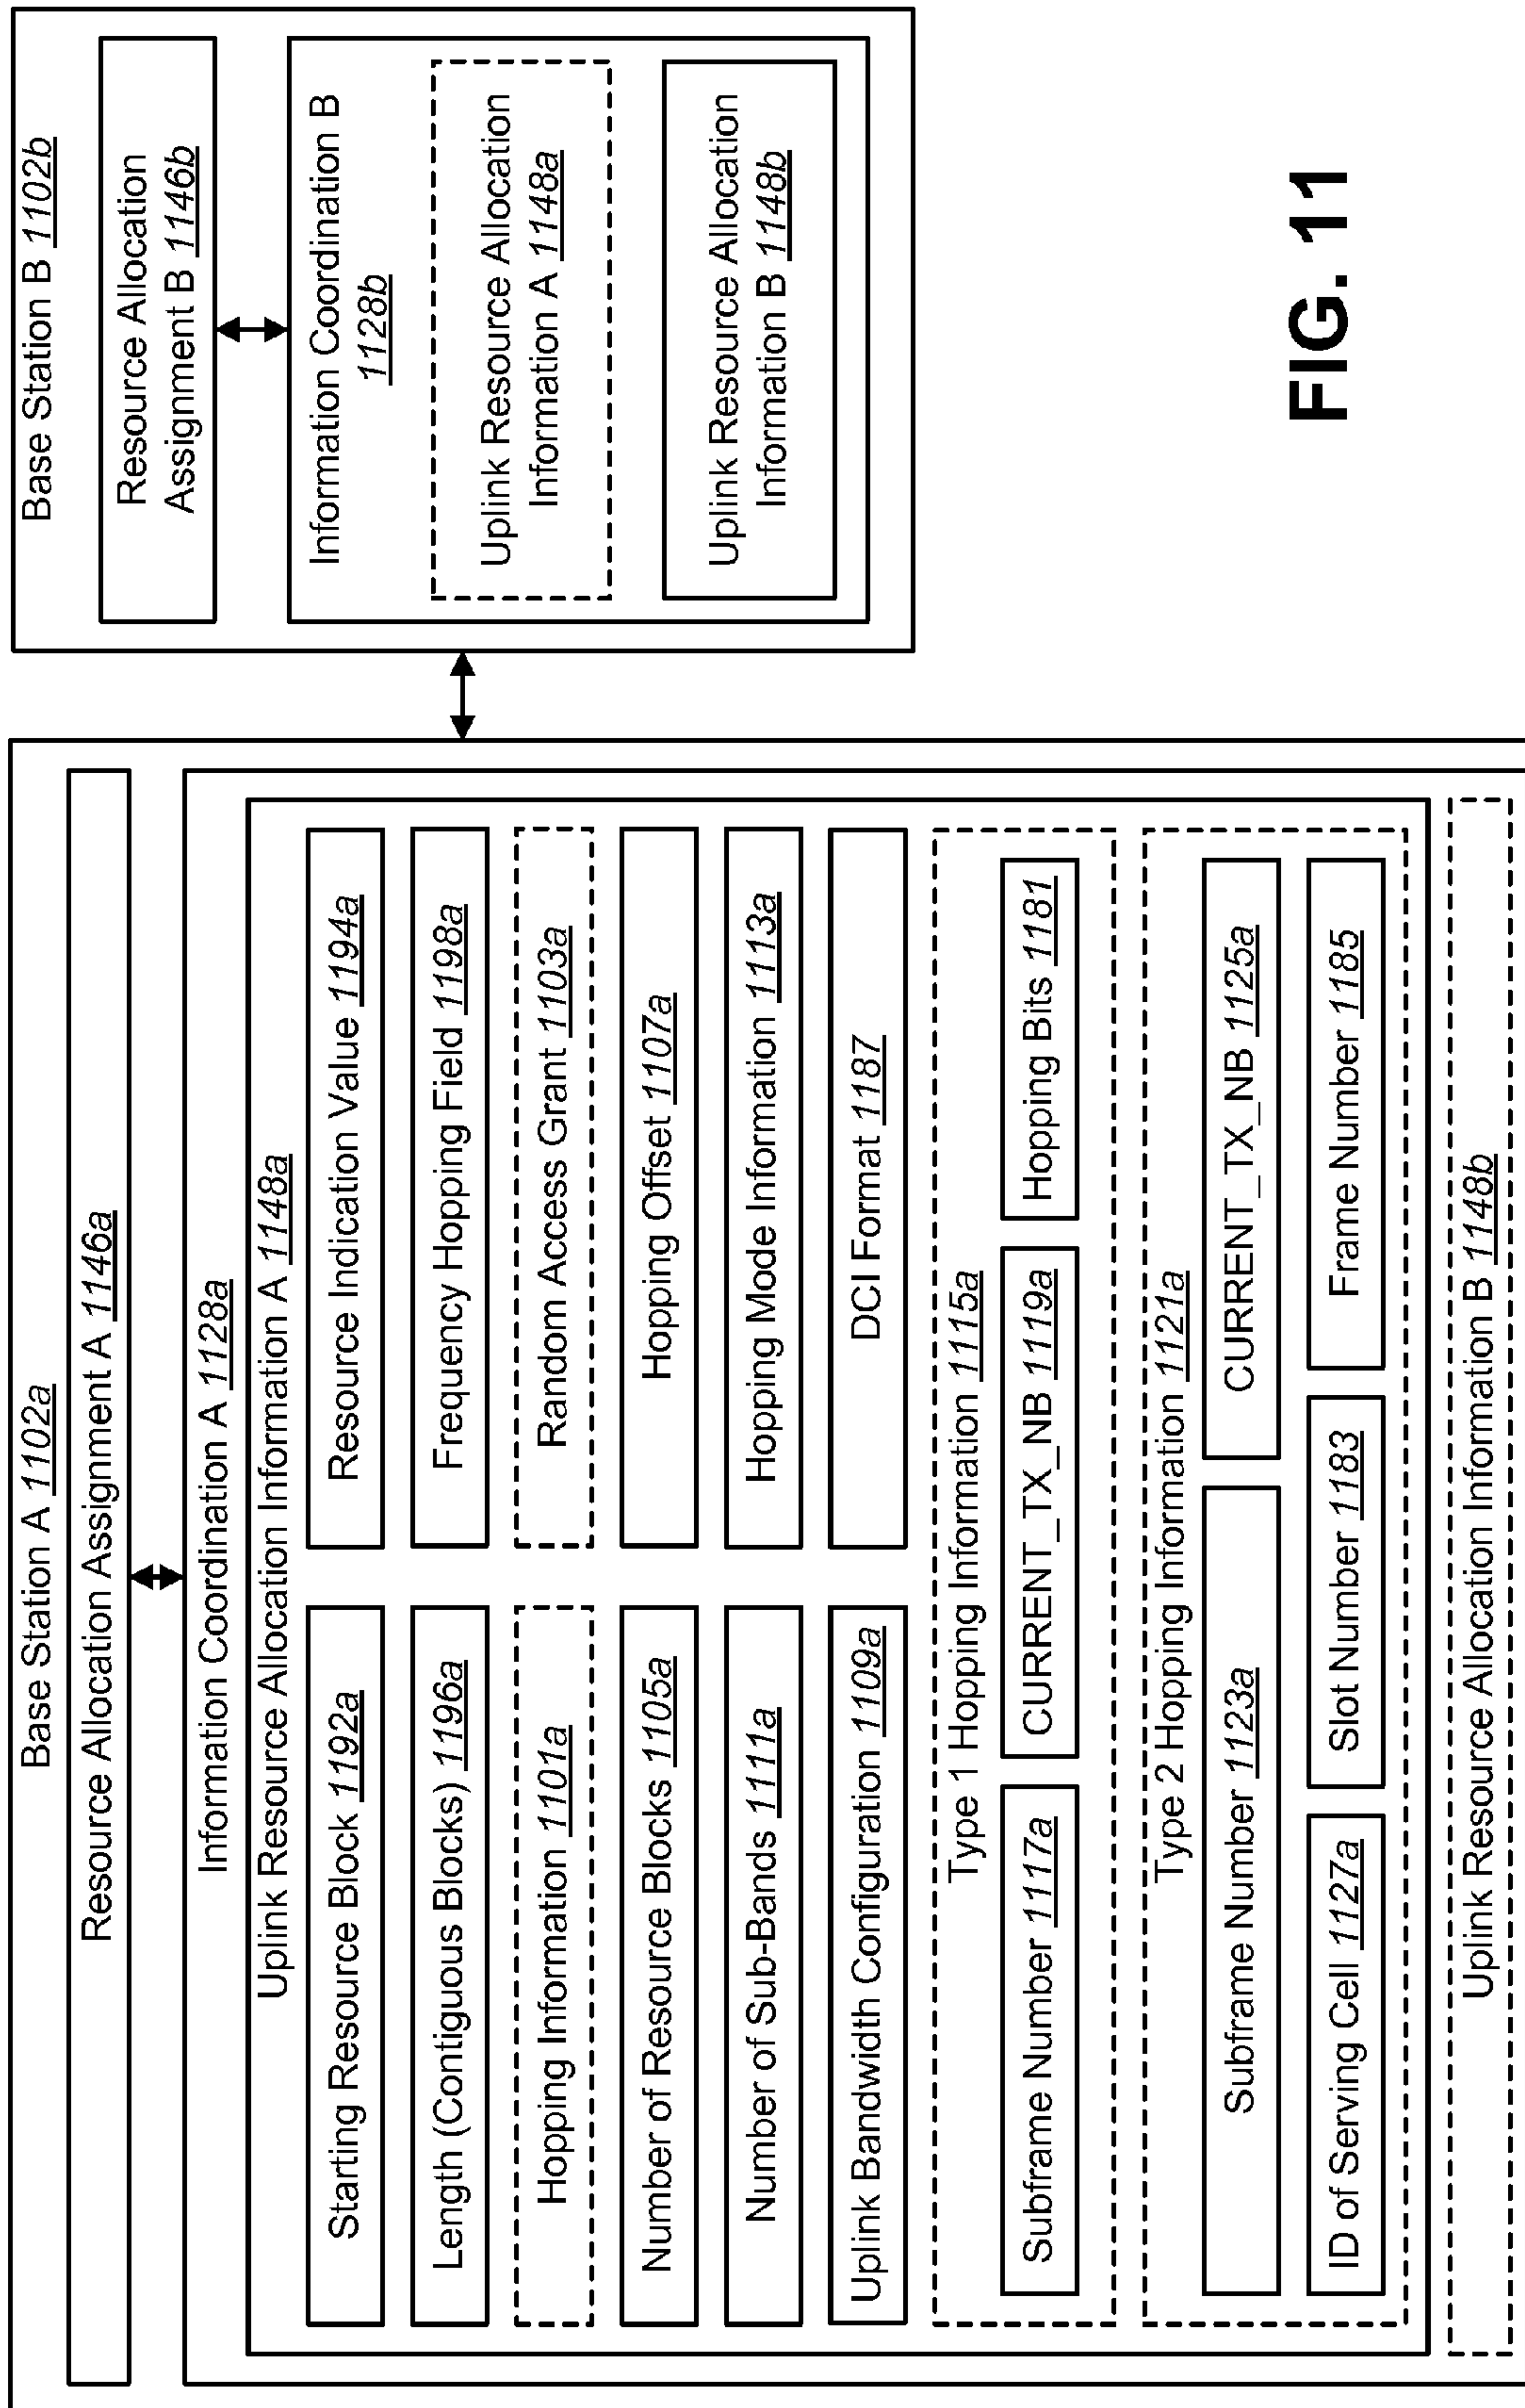 Base Station A 1102a
Resource Allocation Assignment A 1146a
Information Coordination A 1128a
Uplink Resource Allocation Information A 1148a
Starting Resource Block 1192a
Resource Indication Value 1194a
Length (Contiguous Blocks) 1196a
Frequency Hopping Field 1198a
Hopping Information 1101a
Random Access Grant 1103a
Number of Resource Blocks 1105a
Hopping Offset 1107a
Number of Sub-Bands 1111a
Hopping Mode Information 1113a
Uplink Bandwidth Configuration 1109a
DCI Format 1187
Type 1 Hopping Information 1115a
Subframe Number 1117a
CURRENT_TX_NB 1119a
Hopping Bits 1181
Type 2 Hopping Information 1121a
Subframe Number 1123a
CURRENT_TX_NB 1125a
ID of Serving Cell 1127a
Slot Number 1183
Frame Number 1185
Uplink Resource Allocation Information B 1148b
Base Station B 1102b
Resource Allocation
Assignment B 1146b
Information Coordination B
1128b
Uplink Resource Allocation
Information A 1148a
Uplink Resource Allocation
Information B 1148b
FIG. 11